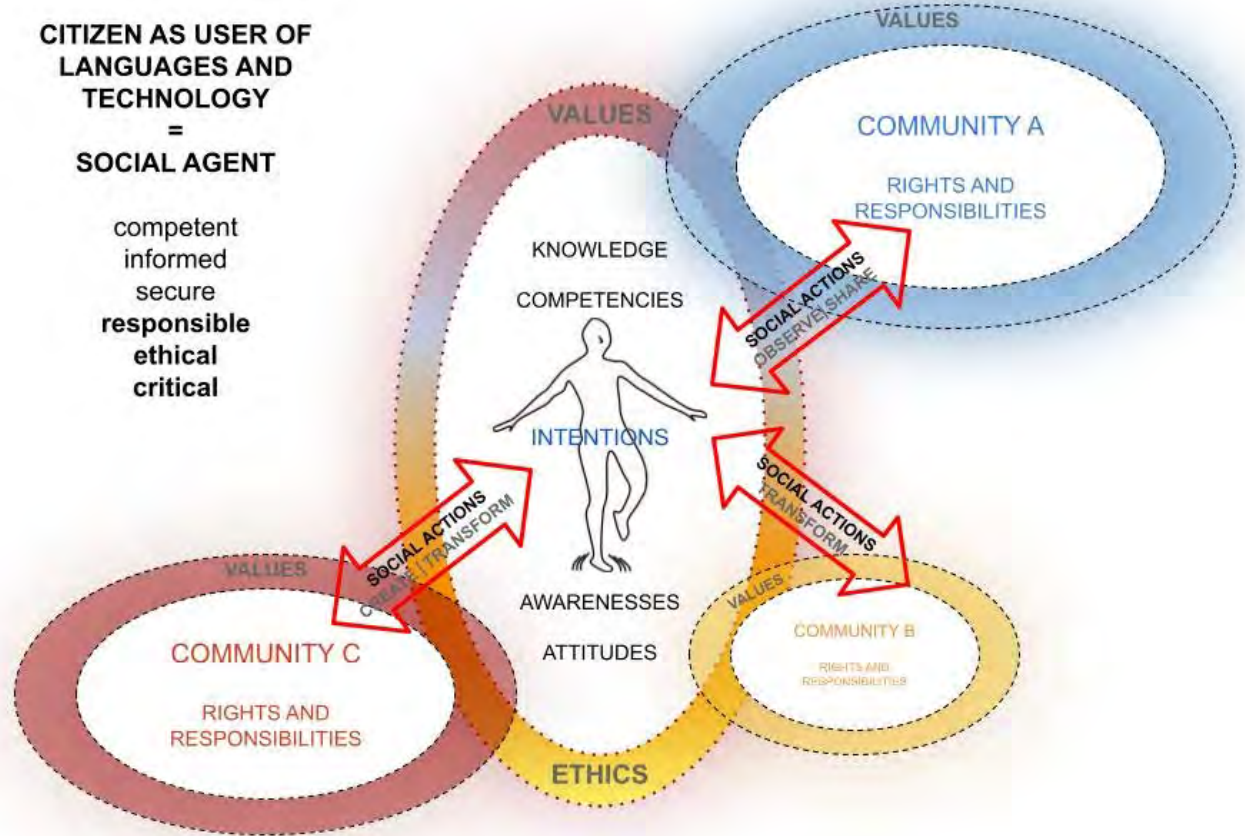 CITIZEN AS USER OF
LANGUAGES AND
TECHNOLOGY
=
SOCIAL AGENT
competent
informed
secure
responsible
ethical
critical
VALUES
KNOWLEDGE
COMPETENCIES
INTENTIONS
AWARENESSES
ATTITUDES
ETHICS
VALUES
COMMUNITY A
RIGHTS AND
RESPONSIBILITIES
SOCIAL ACTIONS
OBSERVE|SHARE
SOCIAL ACTIONS
TRANSFORM
VALUES
COMMUNITY B
RIGHTS AND
RESPONSIBILITIES
SOCIAL ACTIONS
CREATE | TRANSFORM
VALUES
COMMUNITY C
RIGHTS AND
RESPONSIBILITIES